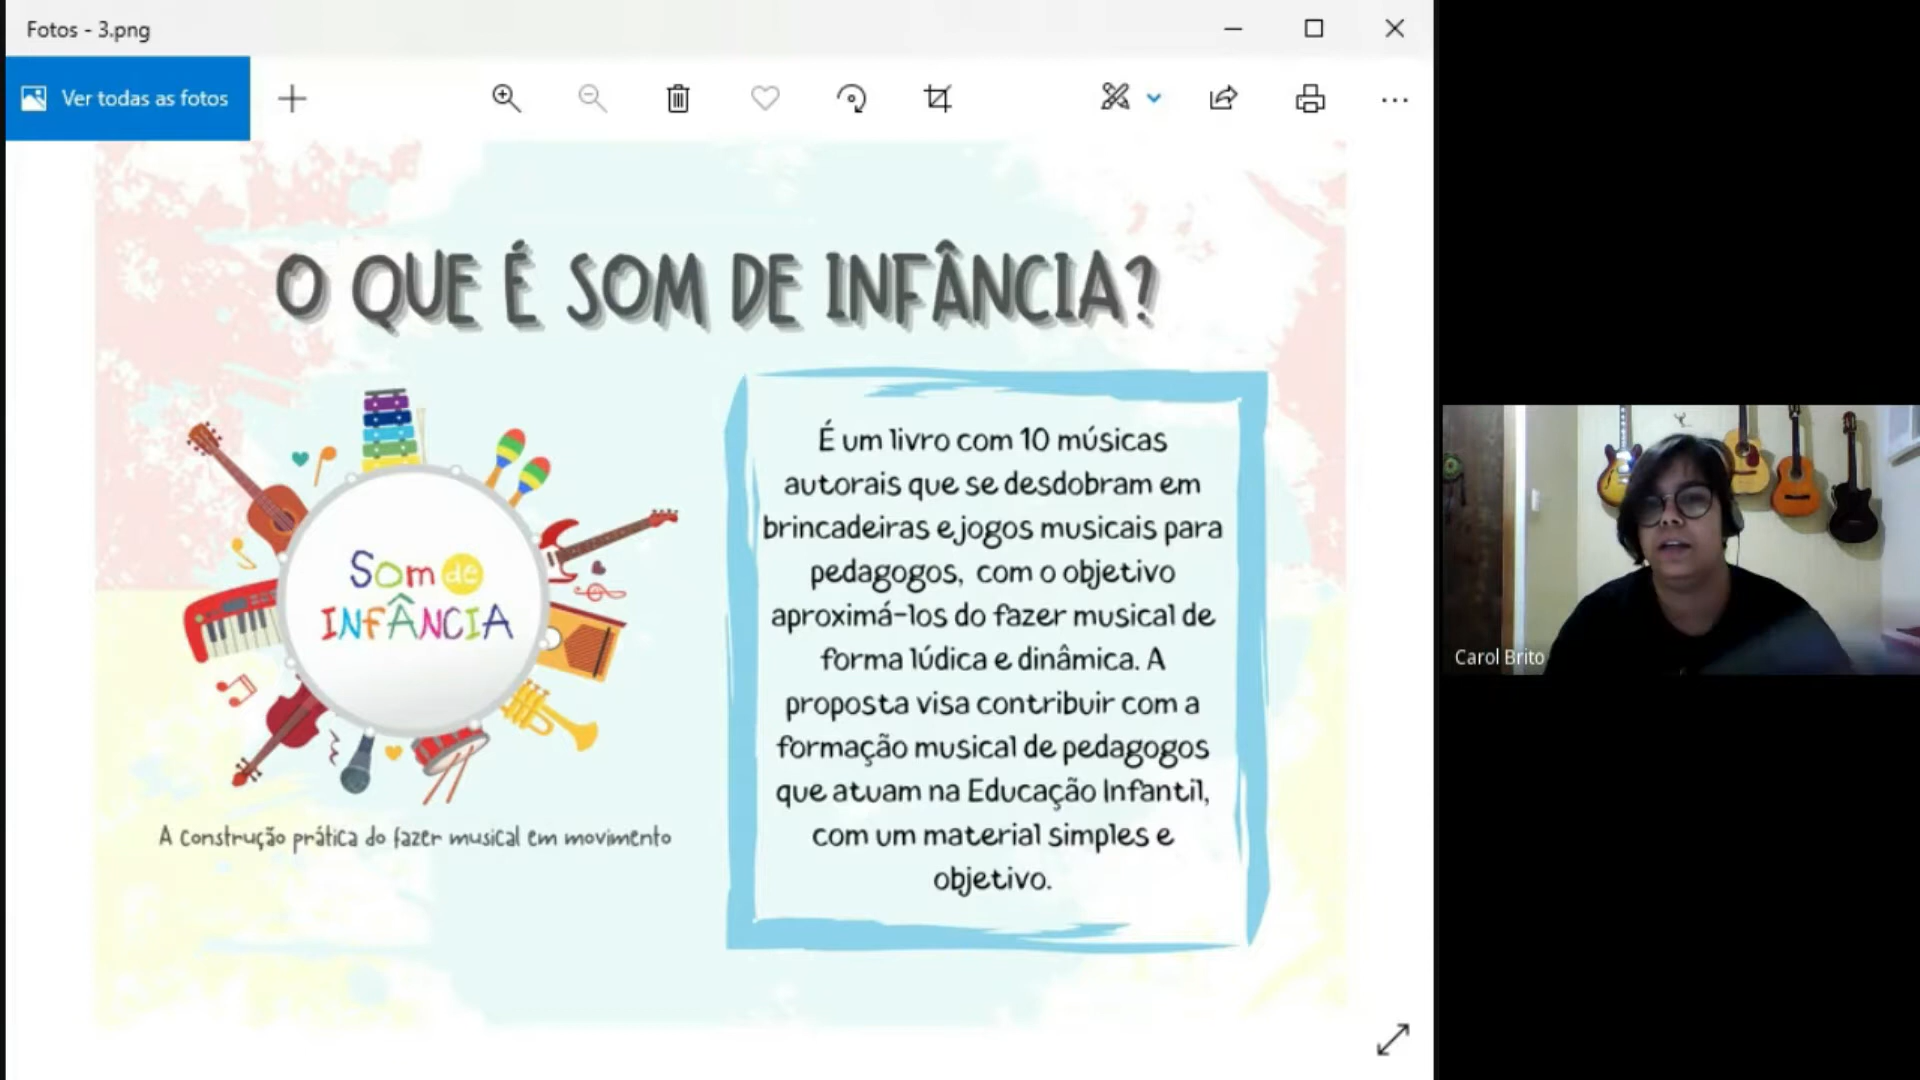 Fotos - 3.png
Ver todas as fotos
O QUE É SOM DE INFÂNCIA?
Som de
INFÂNCIA
A construção prática do fazer musical em movimento
É um livro com 10 músicas
autorais que se desdobram em
brincadeiras e jogos musicais para
pedagogos, com o objetivo
aproximá-los do fazer musical de
forma lúdica e dinâmica. A
proposta visa contribuir com a
formação musical de pedagogos
que atuam na Educação Infantil,
com um material simples e
objetivo.
Carol Brito